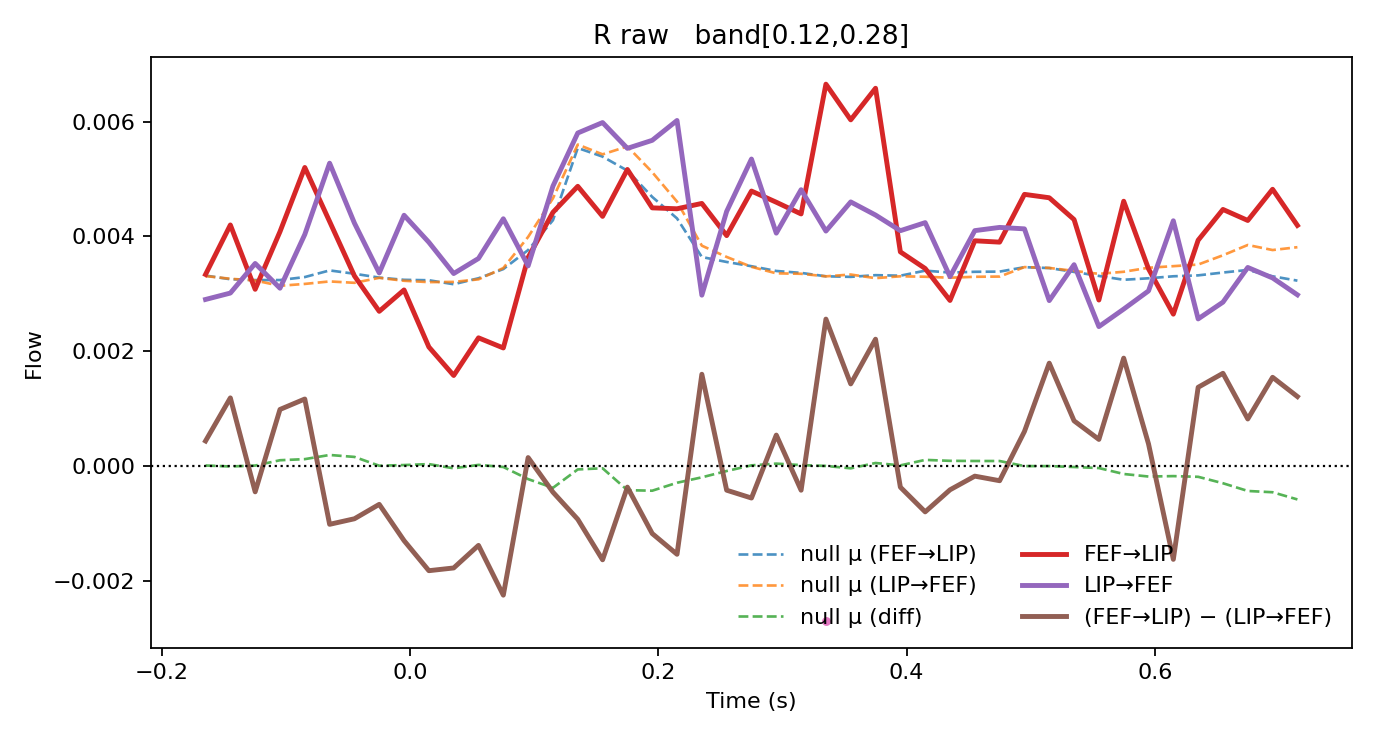 R raw   band[0.12,0.28]
Flow
0.006
0.004
0.002
0.000
−0.002
−0.2
0.0
0.2
0.4
0.6
Time (s)
null μ (FEF→LIP)
null μ (LIP→FEF)
null μ (diff)
FEF→LIP
LIP→FEF
(FEF→LIP) − (LIP→FEF)